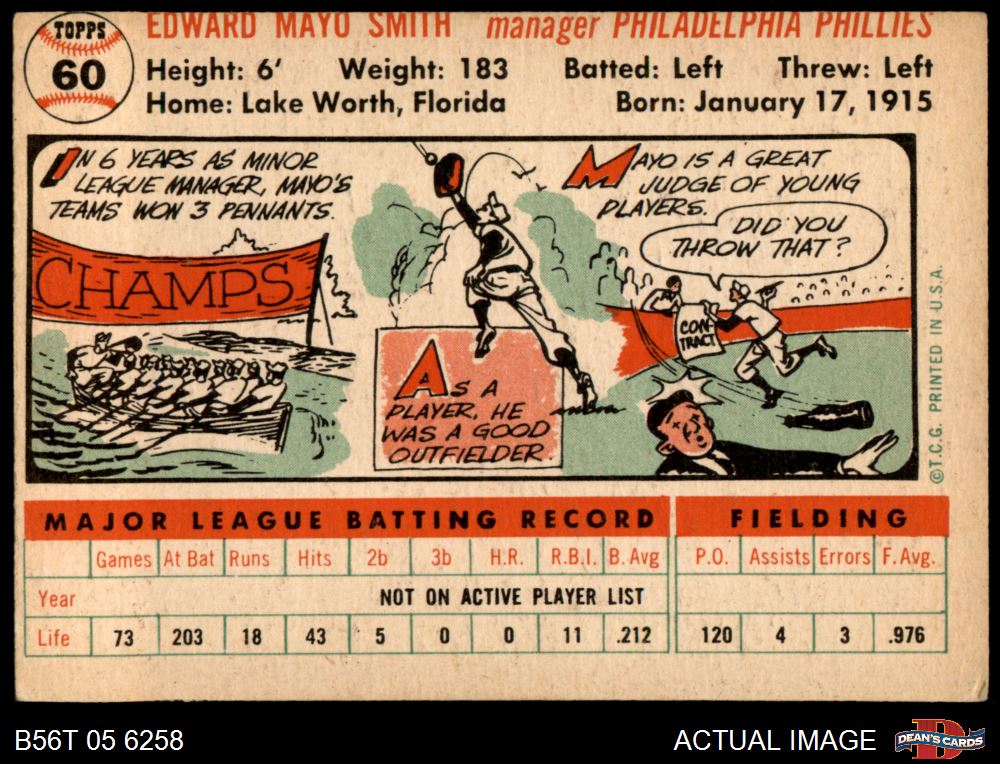 TOPPS
60
EDWARD MAYO SMITH manager PHILADELPHIA PHILLIES
Height: 6' Weight: 183 Batted: Left Threw: Left
Home: Lake Worth, Florida Born: January 17, 1915
IN 6 YEARS AS MINOR
LEAGUE MANAGER, MAYO'S
TEAMS WON 3 PENNANTS.
CHAMPS
AS A
PLAYER, HE
WAS A GOOD
OUTFIELDER
MAYO IS A GREAT
JUDGE OF YOUNG
PLAYERS.
DID YOU
THROW THAT?
CON-
TRACT
©T.C.G. PRINTED IN U.S.A.
MAJOR LEAGUE BATTING RECORD FIELDING
Games At Bat Runs Hits 2b 3b H.R. R.B.I. B. Avg P.O. Assists Errors F. Avg.
Year NOT ON ACTIVE PLAYER LIST
Life 73 203 18 43 5 0 0 11 .212 120 4 3 .976
B56T 05 6258 ACTUAL IMAGE
D
DEAN'S CARDS